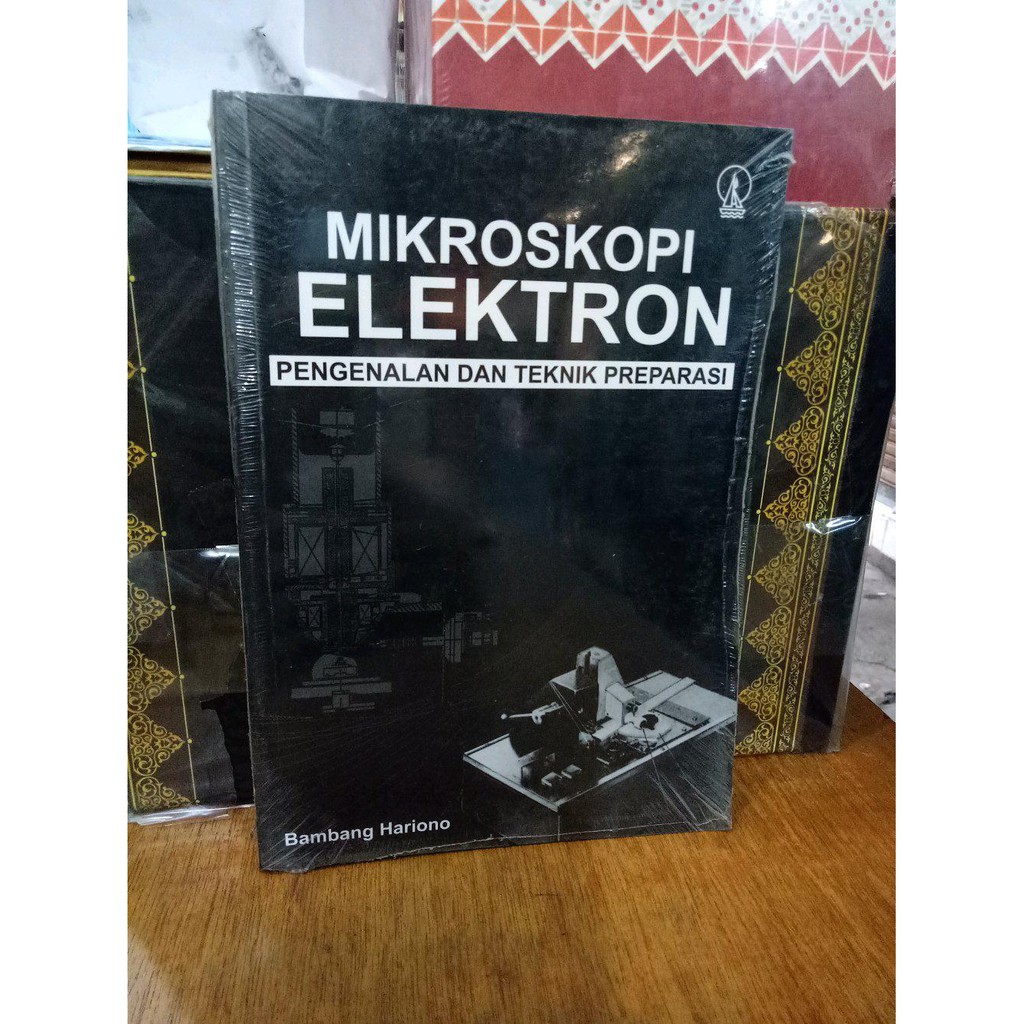 MIKROSKOPI
ELEKTRON
PENGENALAN DAN TEKNIK PREPARASI
Bambang Hariono